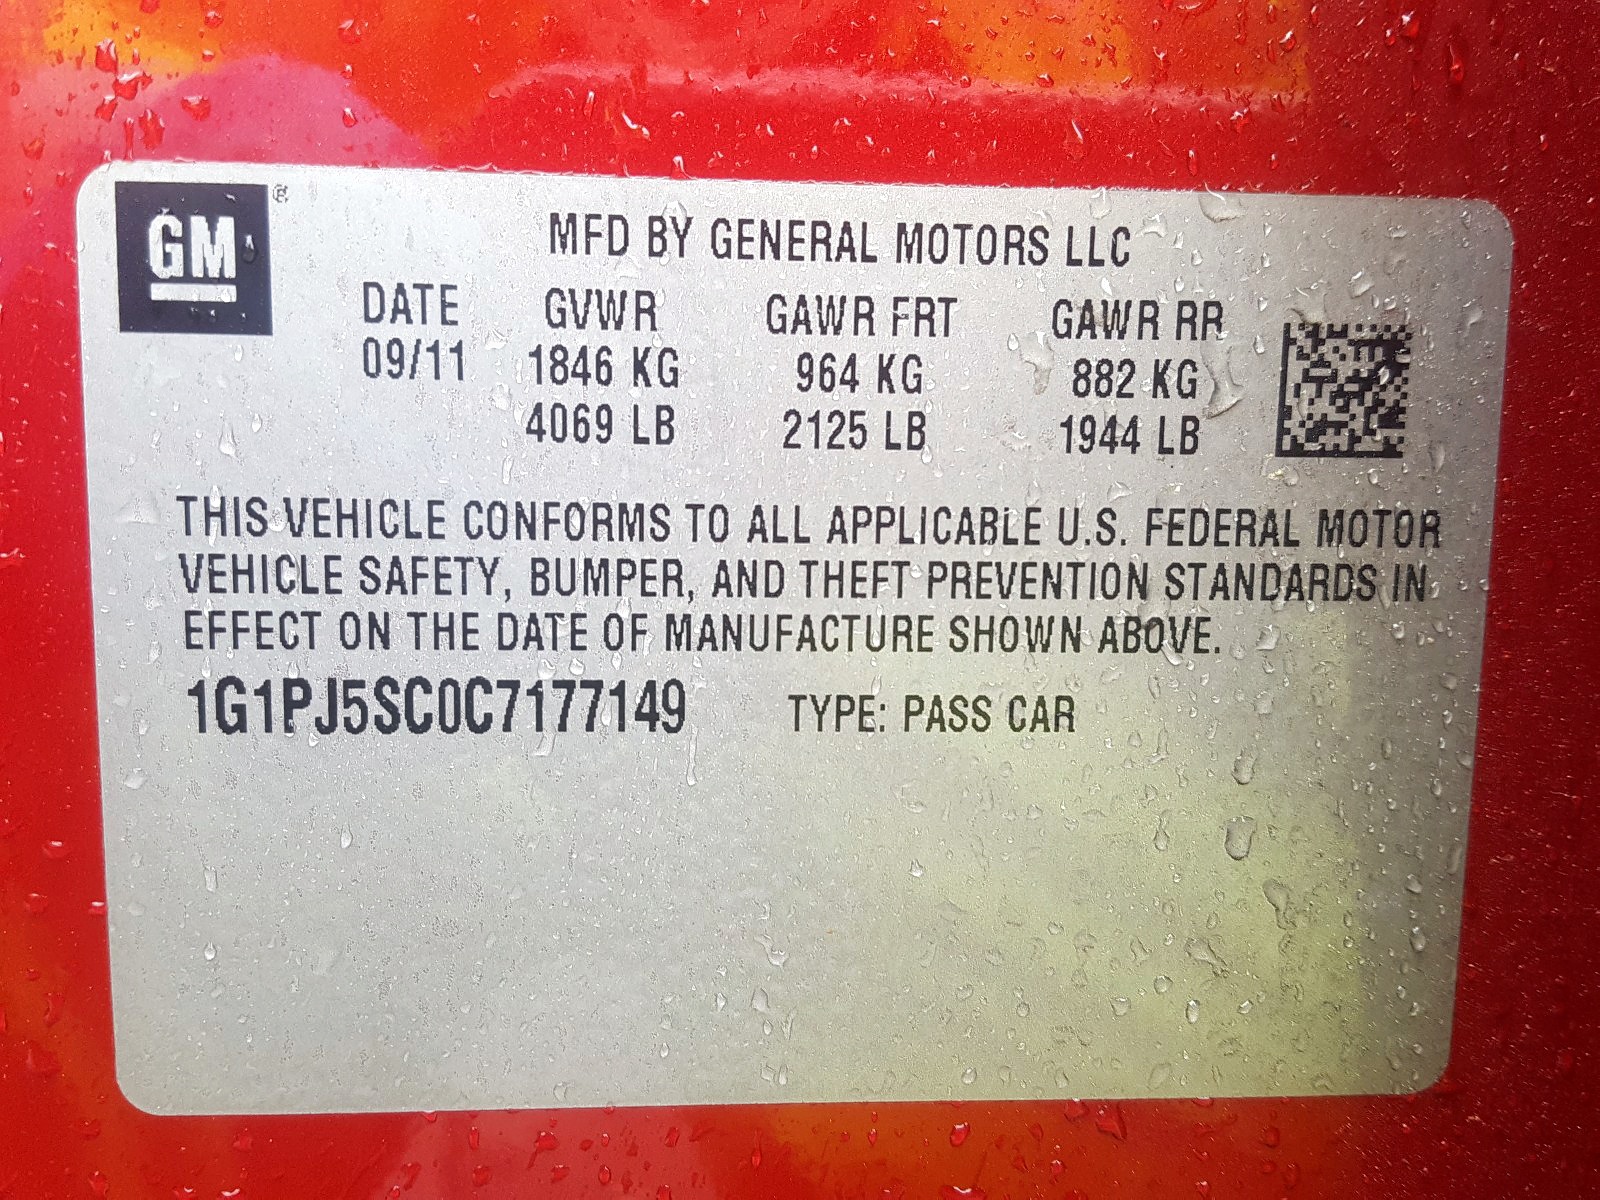 GM ®
MFD BY GENERAL MOTORS LLC
DATE GVWR GAWR FRT GAWR RR
09/11 1846 KG 964 KG 882 KG
4069 LB 2125 LB 1944 LB
THIS VEHICLE CONFORMS TO ALL APPLICABLE U.S. FEDERAL MOTOR
VEHICLE SAFETY, BUMPER, AND THEFT PREVENTION STANDARDS IN
EFFECT ON THE DATE OF MANUFACTURE SHOWN ABOVE.
1G1PJ5SC0C7177149 TYPE: PASS CAR